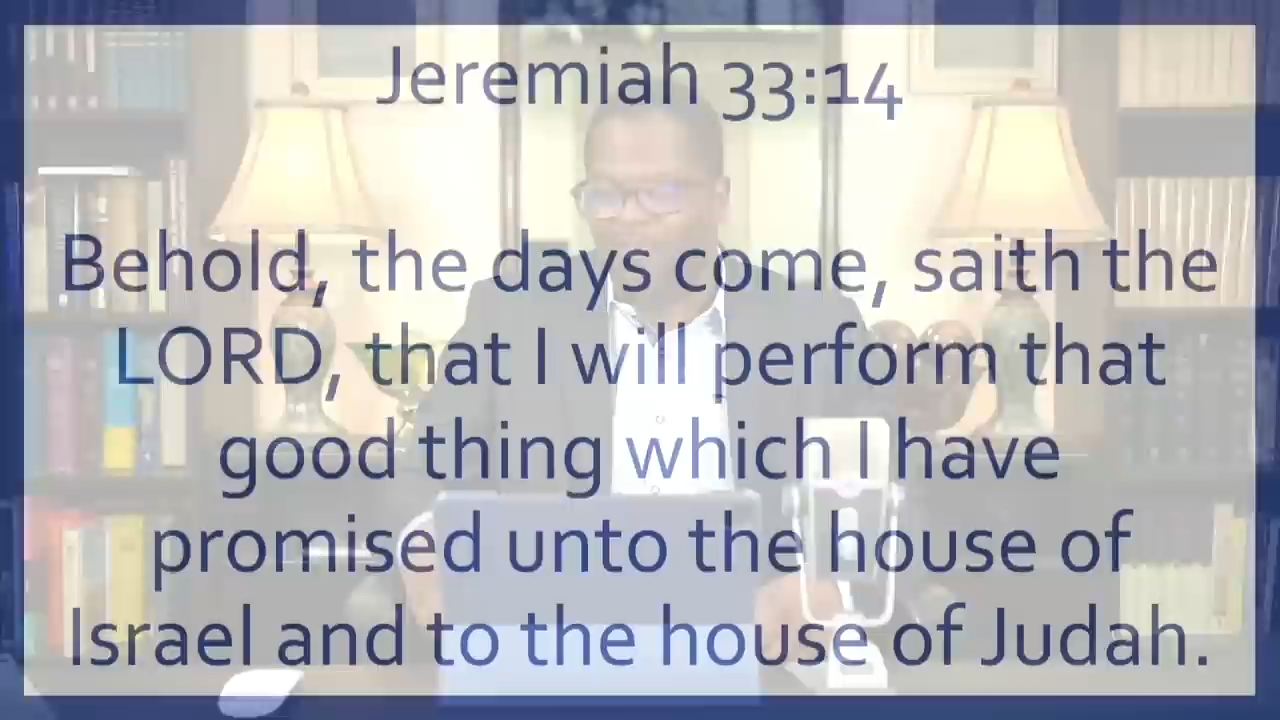 Jeremiah 33:14
Behold, the days come, saith the
LORD, that I will perform that
good thing which I have
promised unto the house of
Israel and to the house of Judah.